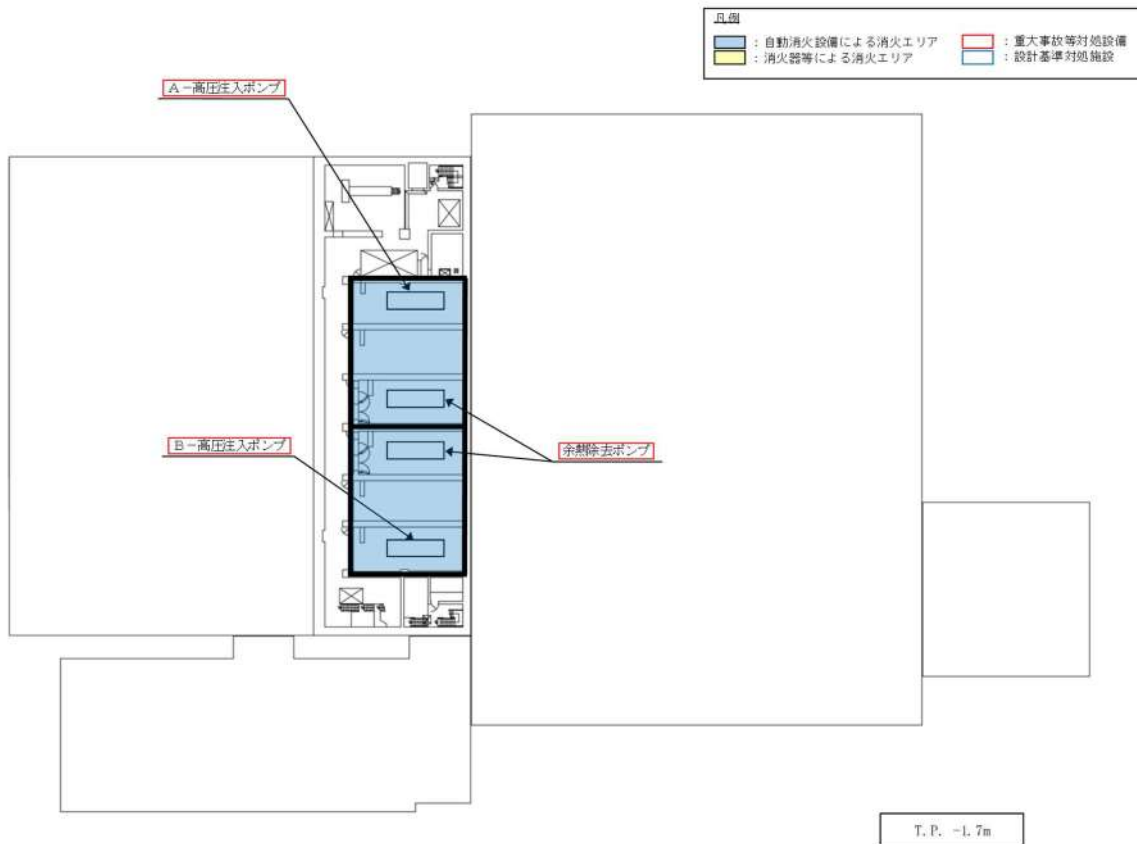 凡例
：自動消火設備による消火エリア
：重大事故等対処設備
：消火器等による消火エリア
：設計基準対処施設
A－高圧注入ポンプ
B－高圧注入ポンプ
余熱除去ポンプ
T.P. -1.7m